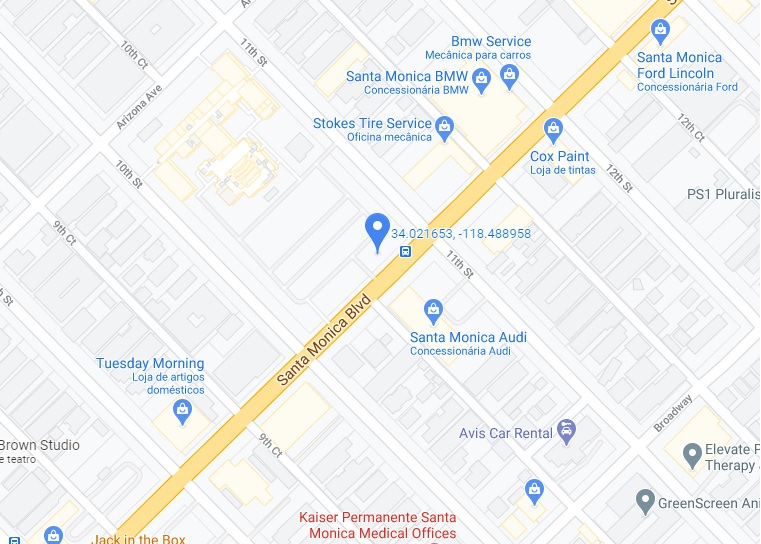 Bmw Service
Mecânica para carros
Santa Monica
Ford Lincoln
Concessionária Ford
10th Ct
11th St
Santa Monica BMW
Concessionária BMW
Arizona Ave
Stokes Tire Service
Oficina mecânica
12th Ct
Cox Paint
Loja de tintas
10th St
12th St
PS1 Pluralis
9th Ct
34.021653, -118.488958
11th St
h St
Santa Monica Blvd
Santa Monica Audi
Concessionária Audi
Tuesday Morning
Loja de artigos
domésticos
Broadway
Avis Car Rental
Brown Studio
e teatro
9th Ct
Elevate P
Therapy &
GreenScreen Ani
Kaiser Permanente Santa
Monica Medical Offices
Jack in the Box